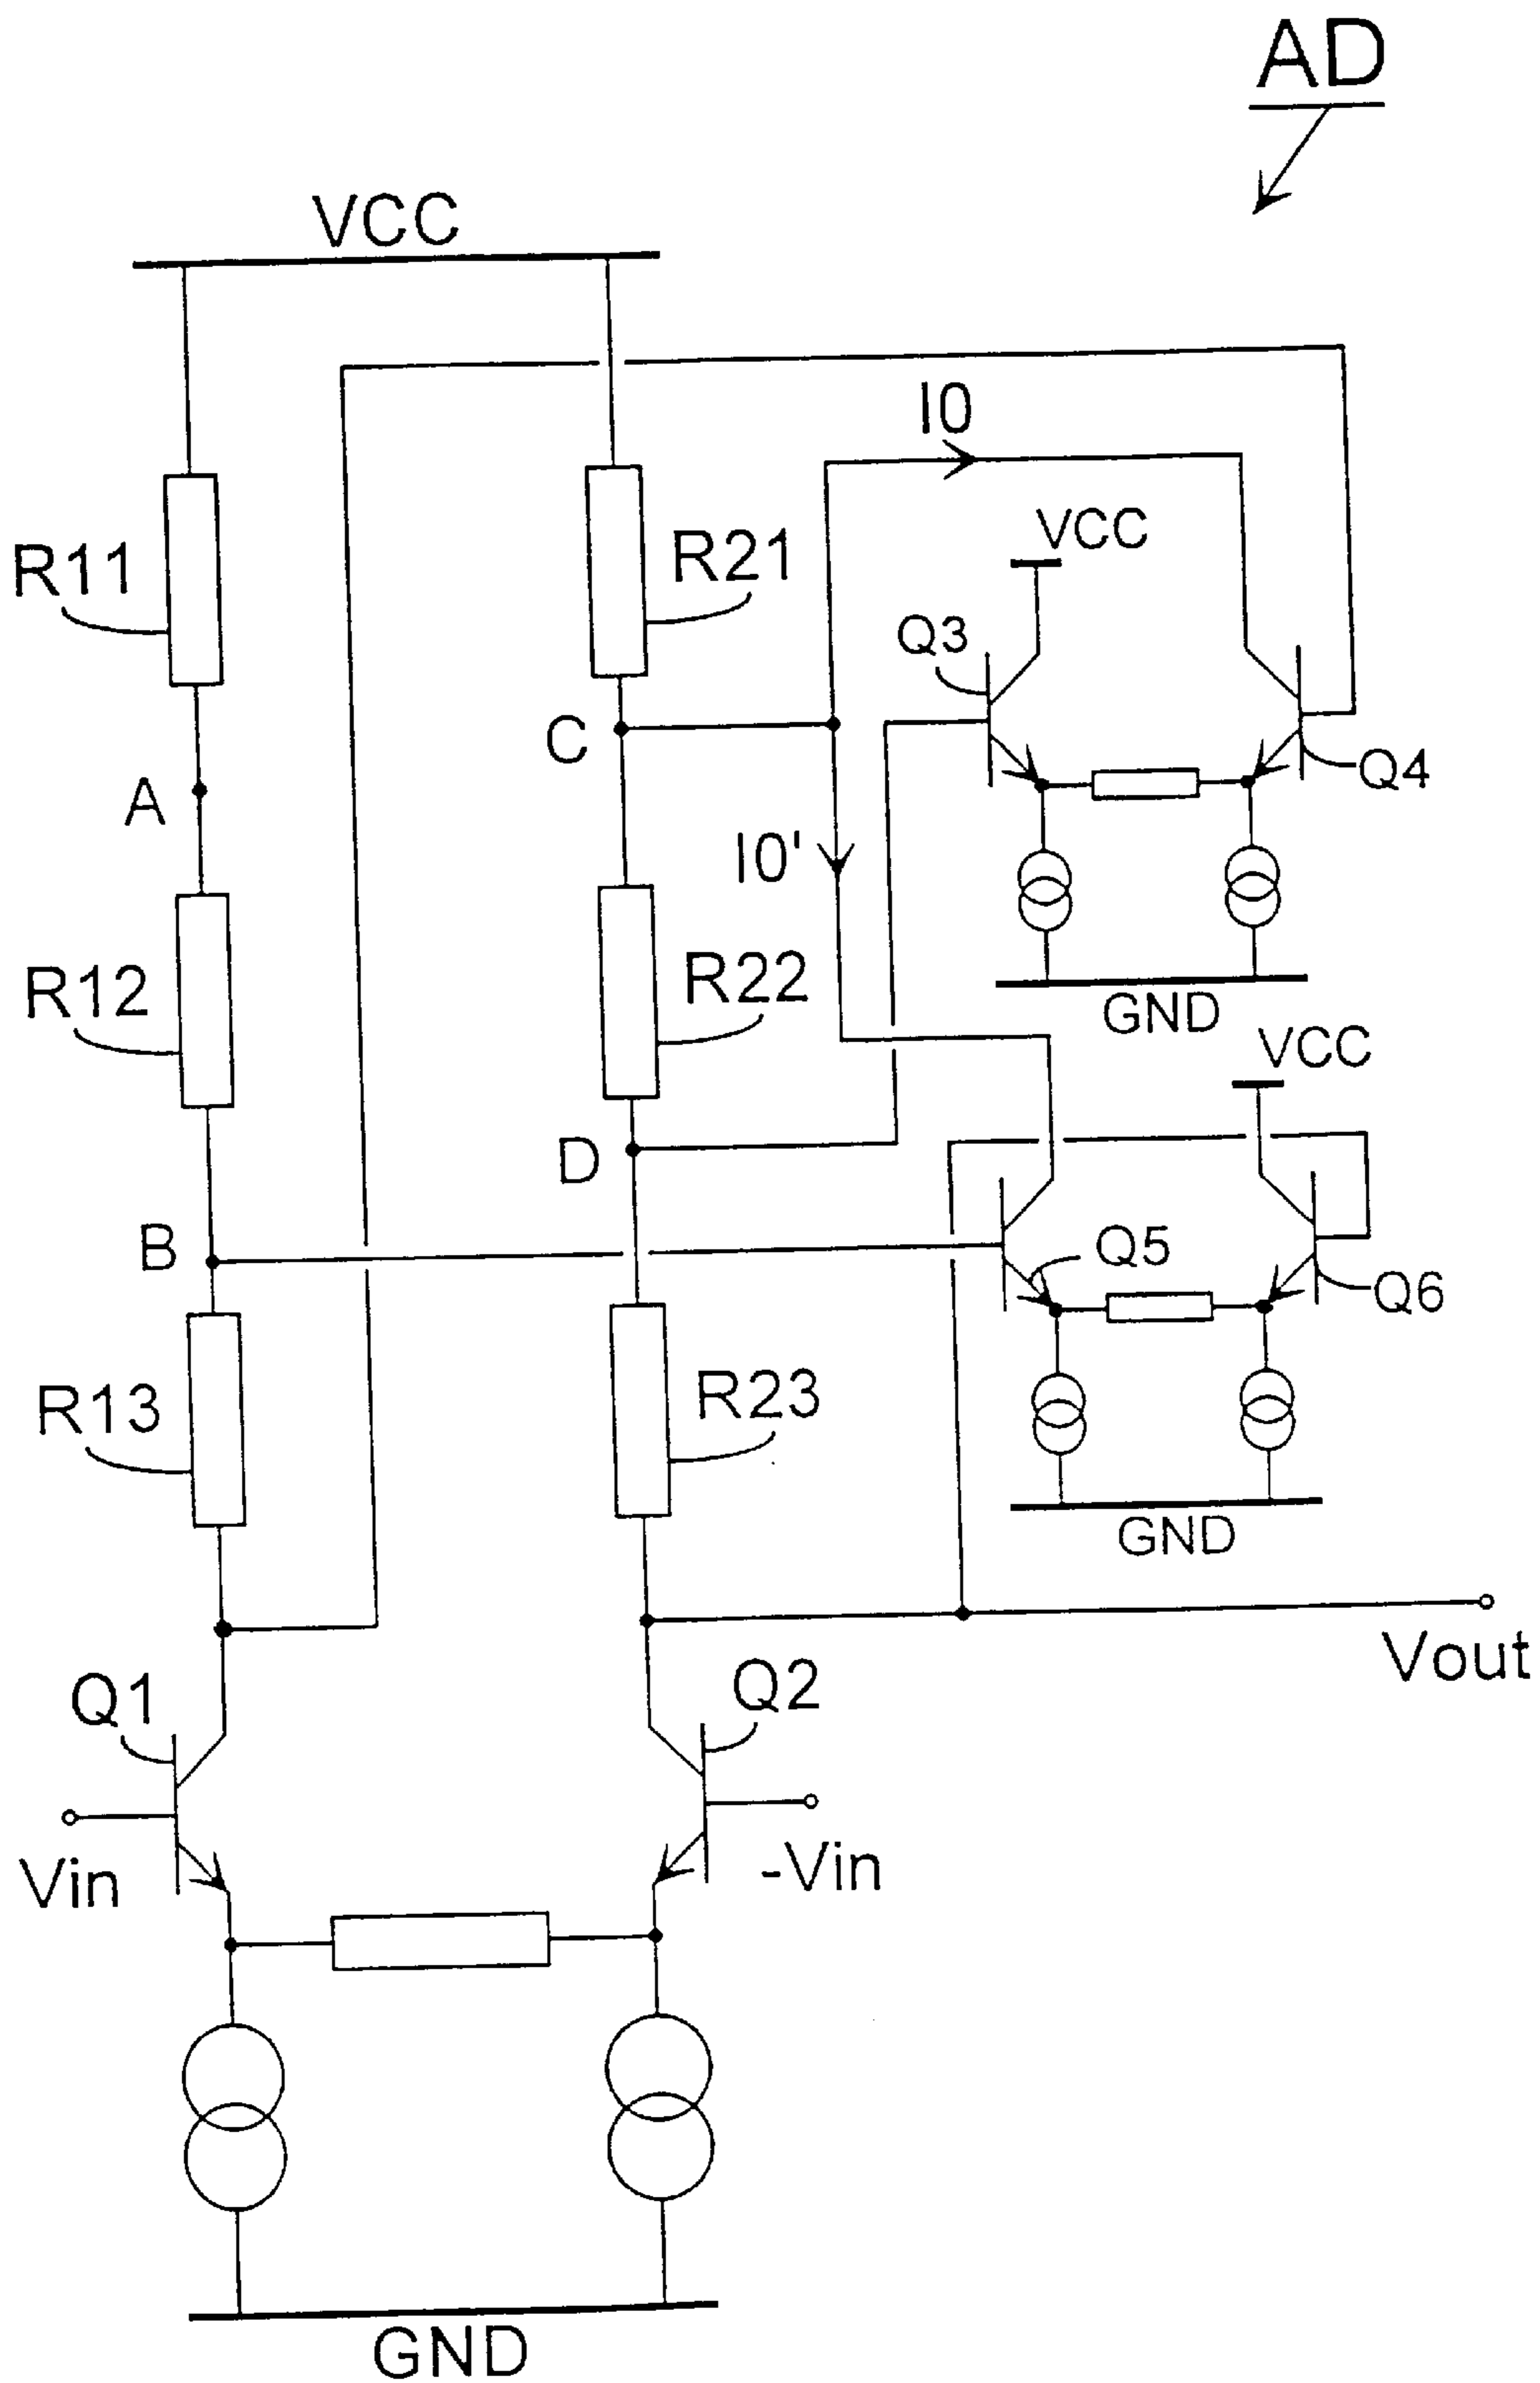 AD
VCC
I0
VCC
R11
R21
Q3
C
Q4
A
I0'
R12
R22
GND
VCC
D
B
Q5
Q6
R13
R23
GND
Vout
Q1
Q2
Vin
-Vin
GND